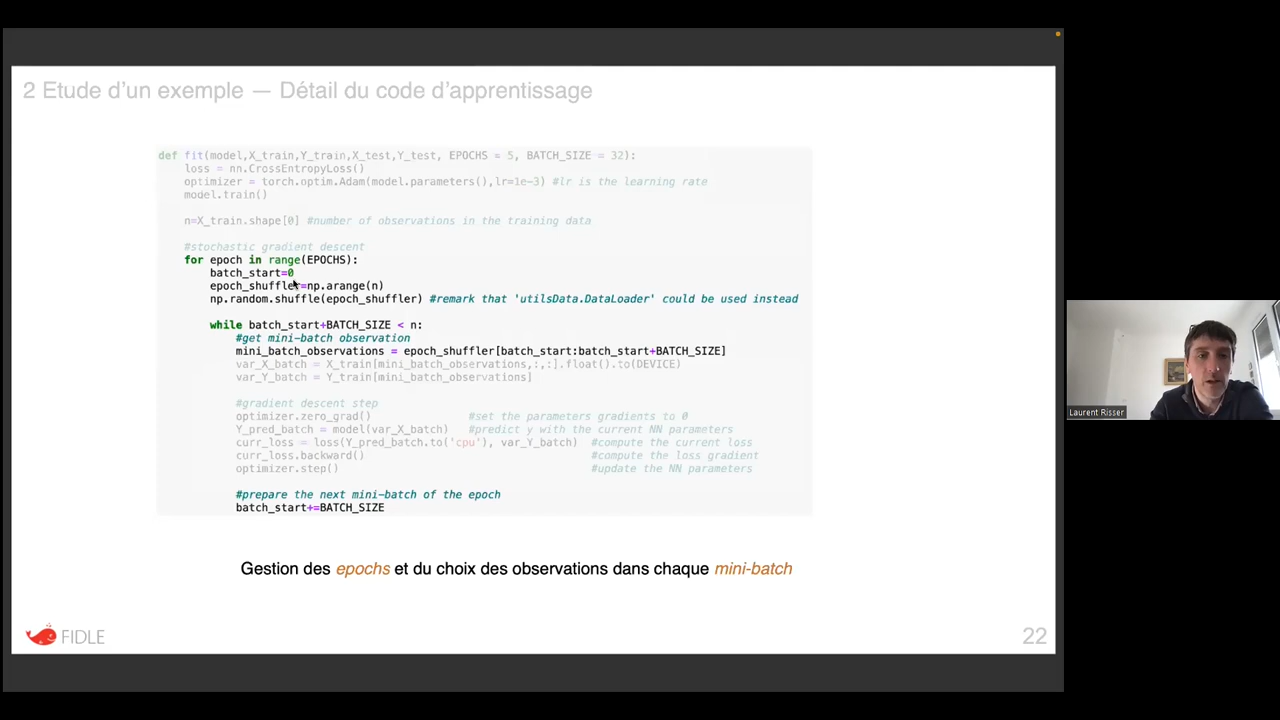 2 Etude d'un exemple — Détail du code d'apprentissage
def fit(model,X_train,Y_train,X_test,Y_test, EPOCHS = 5, BATCH_SIZE = 32):
loss = nn.CrossEntropyLoss()
optimizer = torch.optim.Adam(model.parameters(),lr=1e-3) #lr is the learning rate
model.train()
n=X_train.shape[0] #number of observations in the training data
#stochastic gradient descent
for epoch in range(EPOCHS):
batch_start=0
epoch_shuffler=np.arange(n)
np.random.shuffle(epoch_shuffler) #remark that 'utilsData.DataLoader' could be used instead
while batch_start+BATCH_SIZE < n:
#get mini-batch observation
mini_batch_observations = epoch_shuffler[batch_start:batch_start+BATCH_SIZE]
var_X_batch = X_train[mini_batch_observations,:,:].float().to(DEVICE)
var_Y_batch = Y_train[mini_batch_observations]
#gradient descent step
optimizer.zero_grad() #set the parameters gradients to 0
Y_pred_batch = model(var_X_batch) #predict y with the current NN parameters
curr_loss = loss(Y_pred_batch.to('cpu'), var_Y_batch) #compute the current loss
curr_loss.backward() #compute the loss gradient
optimizer.step() #update the NN parameters
#prepare the next mini-batch of the epoch
batch_start+=BATCH_SIZE
Gestion des epochs et du choix des observations dans chaque mini-batch
FIDLE
22
Laurent Risser